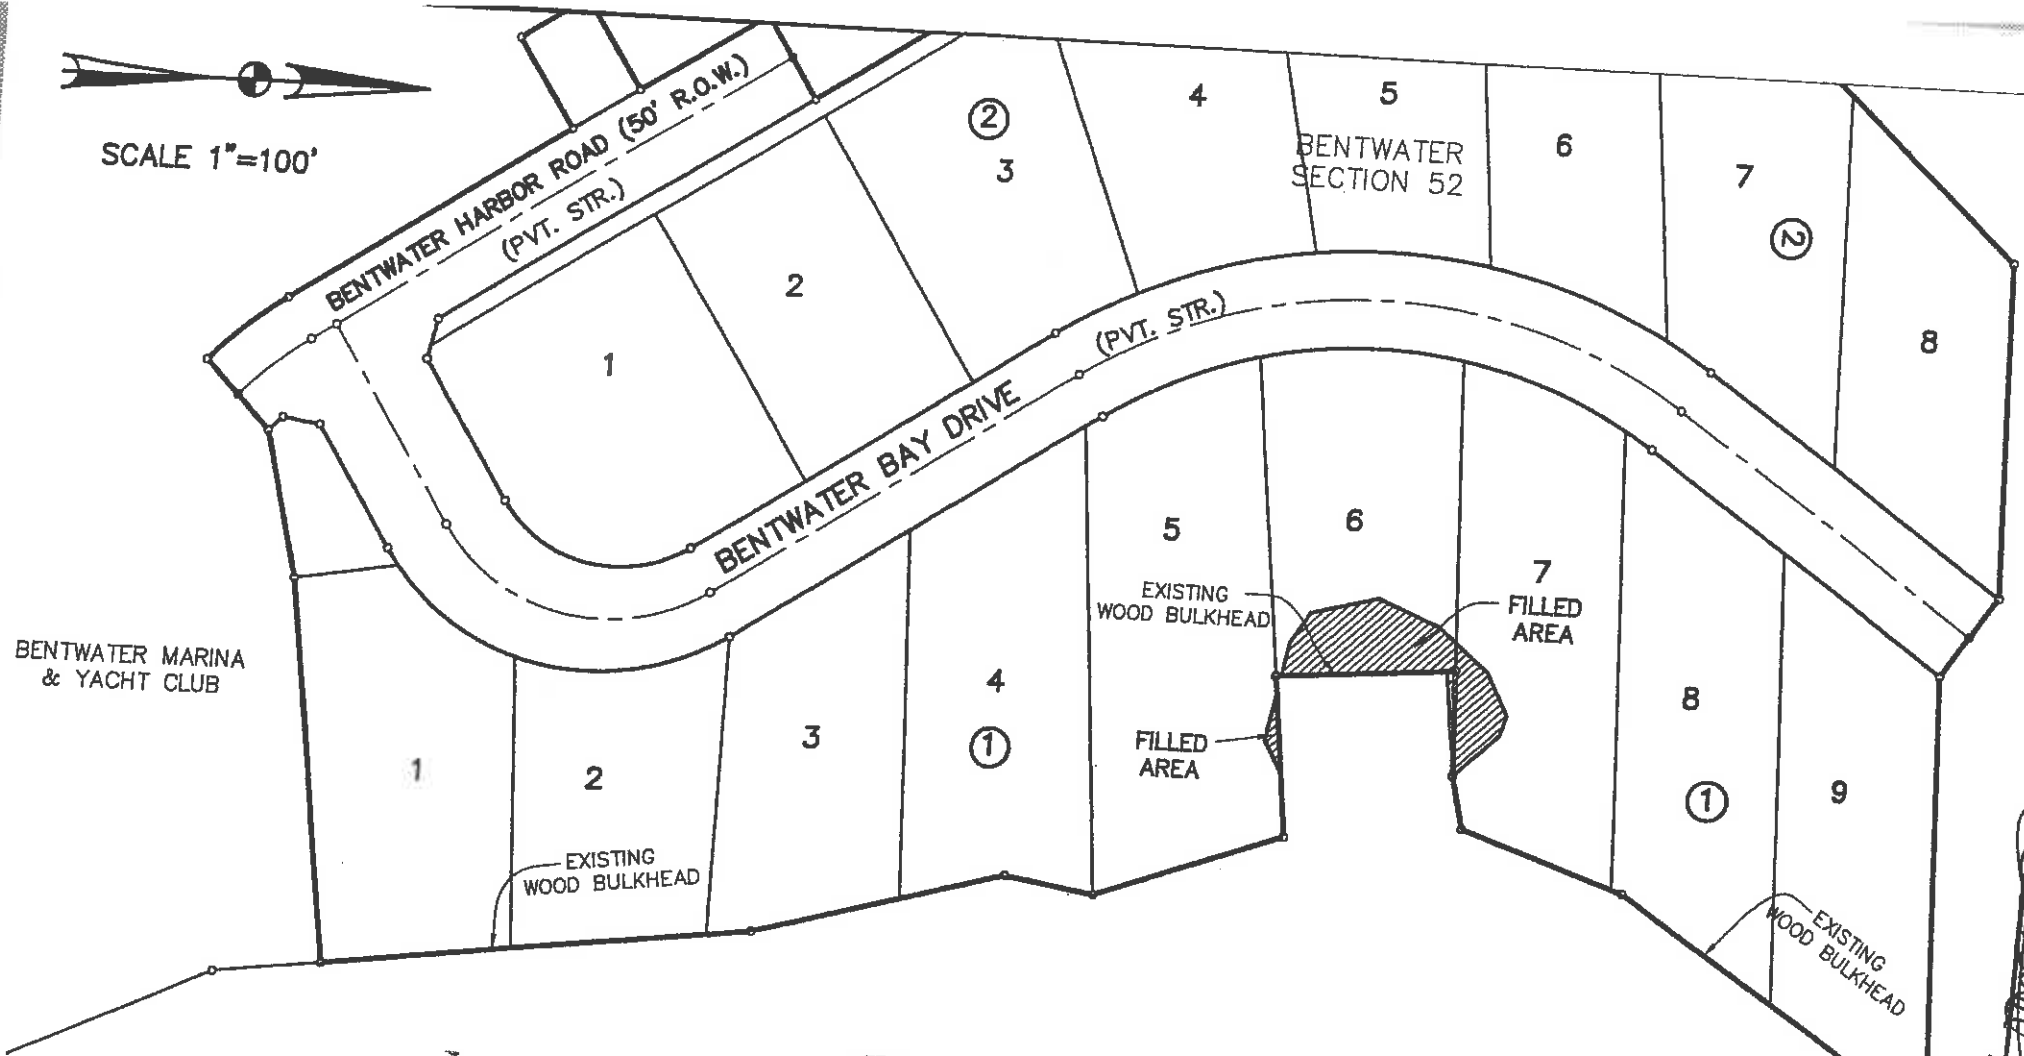 SCALE 1"=100'
BENTWATER HARBOR ROAD (50' R.O.W.)
(PVT. STR.)
2
3
4
5
BENTWATER
SECTION 52
6
7
2
8
1
2
(PVT. STR.)
BENTWATER BAY DRIVE
BENTWATER MARINA
& YACHT CLUB
1
2
EXISTING
WOOD BULKHEAD
3
4
1
5
EXISTING
WOOD BULKHEAD
FILLED
AREA
6
7
FILLED
AREA
8
1
9
EXISTING
WOOD BULKHEAD